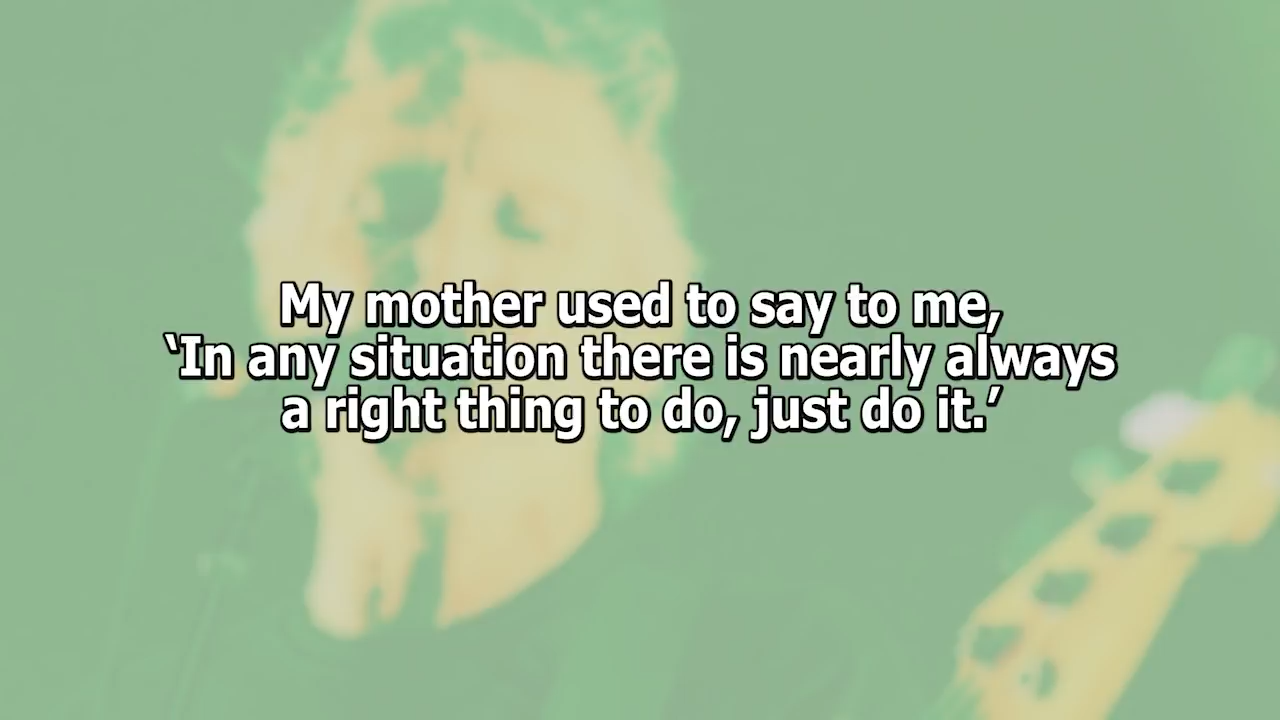 My mother used to say to me,
‘In any situation there is nearly always
a right thing to do, just do it.’